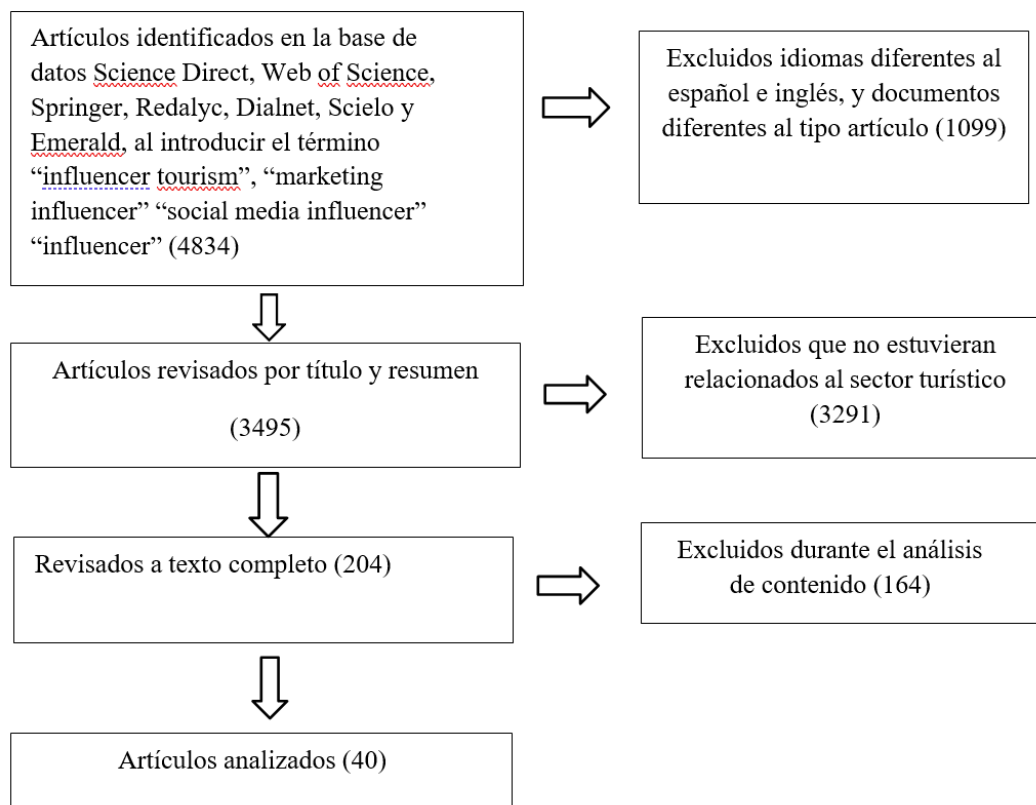 Artículos identificados en la base de
datos Science Direct, Web of Science,
Springer, Redalyc, Dialnet, Scielo y
Emerald, al introducir el término
“influencer tourism”, “marketing
influencer” “social media influencer”
“influencer” (4834)
Excluidos idiomas diferentes al
español e inglés, y documentos
diferentes al tipo artículo (1099)
Artículos revisados por título y resumen
(3495)
Excluidos que no estuvieran
relacionados al sector turístico
(3291)
Revisados a texto completo (204)
Excluidos durante el análisis
de contenido (164)
Artículos analizados (40)